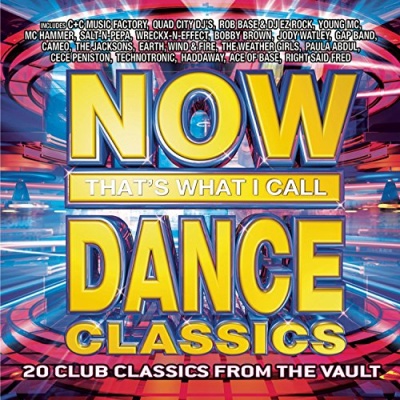 INCLUDES C+C MUSIC FACTORY, QUAD CITY DJ'S, ROB BASE & DJ EZ ROCK, YOUNG MC,
MC HAMMER, SALT-N-PEPA, WRECKX-N-EFFECT, BOBBY BROWN, JODY WATLEY, GAP BAND,
CAMEO, THE JACKSONS, EARTH, WIND & FIRE, THE WEATHER GIRLS, PAULA ABDUL,
CECE PENISTON, TECHNOTRONIC, HADDAWAY, ACE OF BASE, RIGHT SAID FRED
NOW
THAT'S WHAT I CALL
DANCE
CLASSICS
20 CLUB CLASSICS FROM THE VAULT